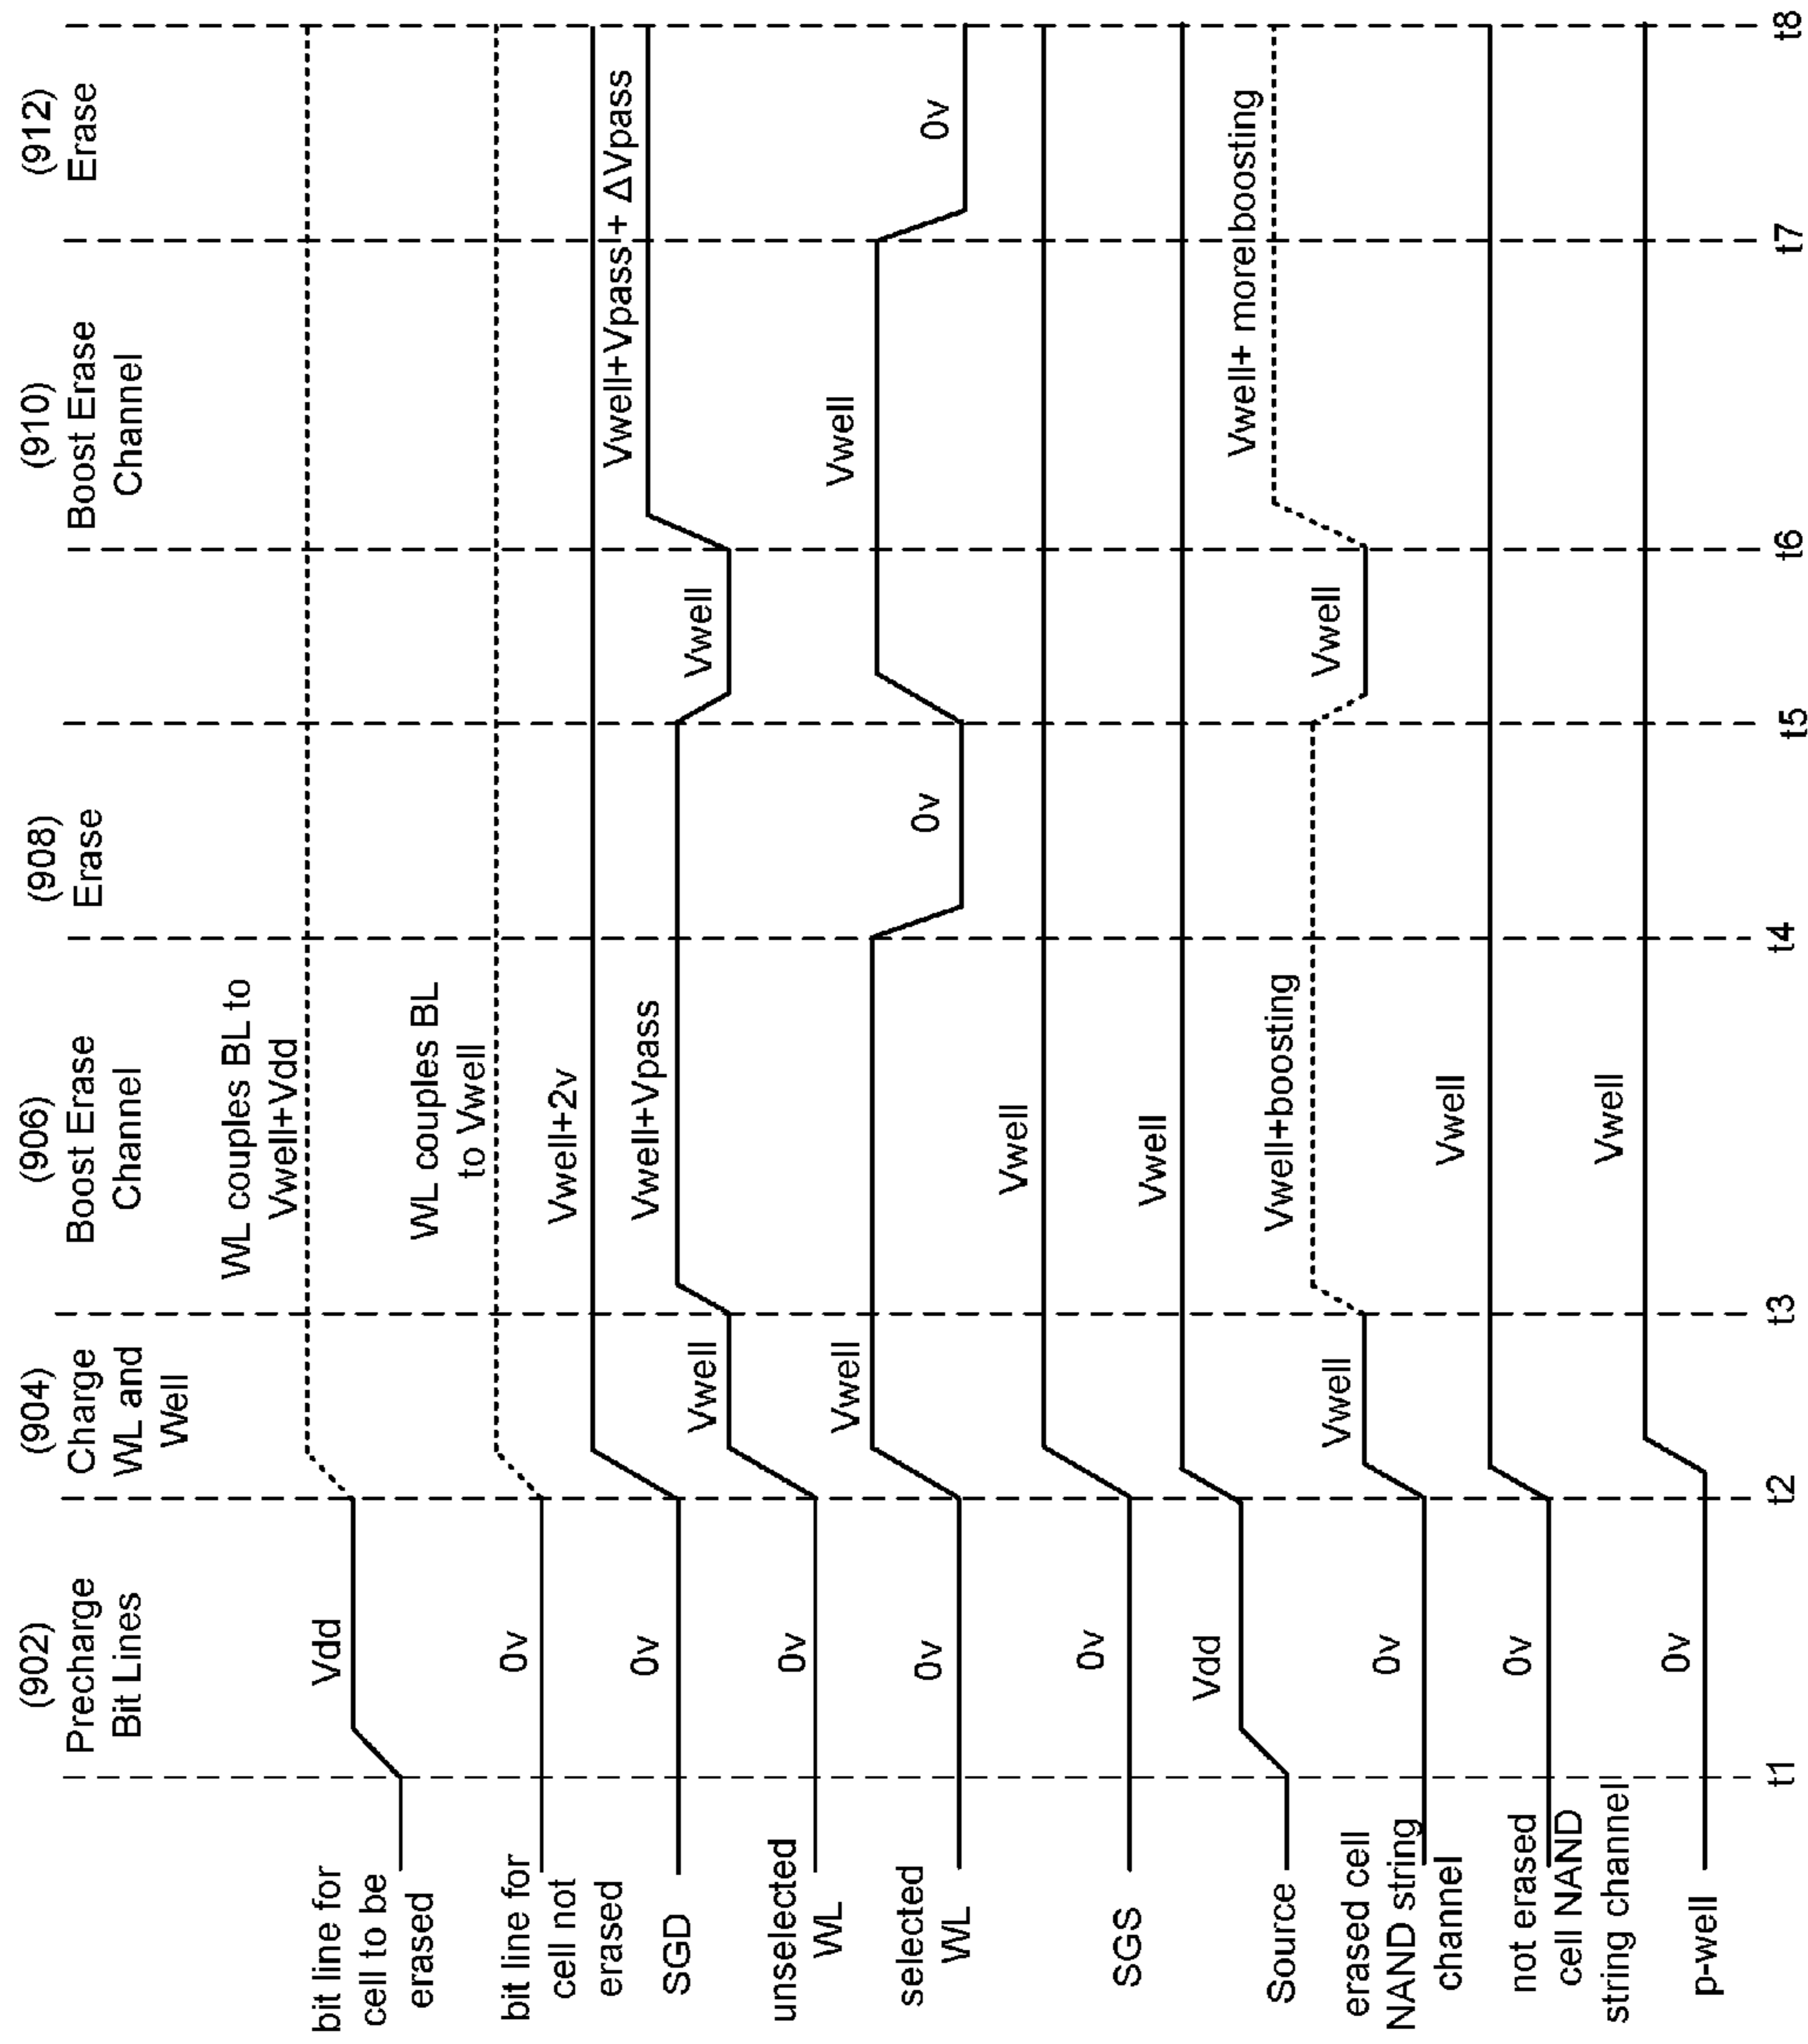 (902)
Precharge
Bit Lines
(904)
Charge
WL and
Well
(906)
Boost Erase
Channel
(908)
Erase
(910)
Boost Erase
Channel
(912)
Erase
bit line for
cell to be
erased
Vdd
WL couples BL to
Vwell+Vdd
bit line for
cell not
erased
0v
WL couples BL
to Vwell
SGD
0v
Vwell+2v
unselected
WL
0v
Vwell
Vwell+Vpass
Vwell
Vwell+Vpass + ΔVpass
selected
WL
0v
Vwell
0v
Vwell
0v
SGS
0v
Vwell
Source
Vdd
Vwell
erased cell
NAND string
channel
0v
Vwell
Vwell+boosting
Vwell
Vwell+ more boosting
not erased
cell NAND
string channel
0v
Vwell
p-well
0v
Vwell
t1
t2
t3
t4
t5
t6
t7
t8